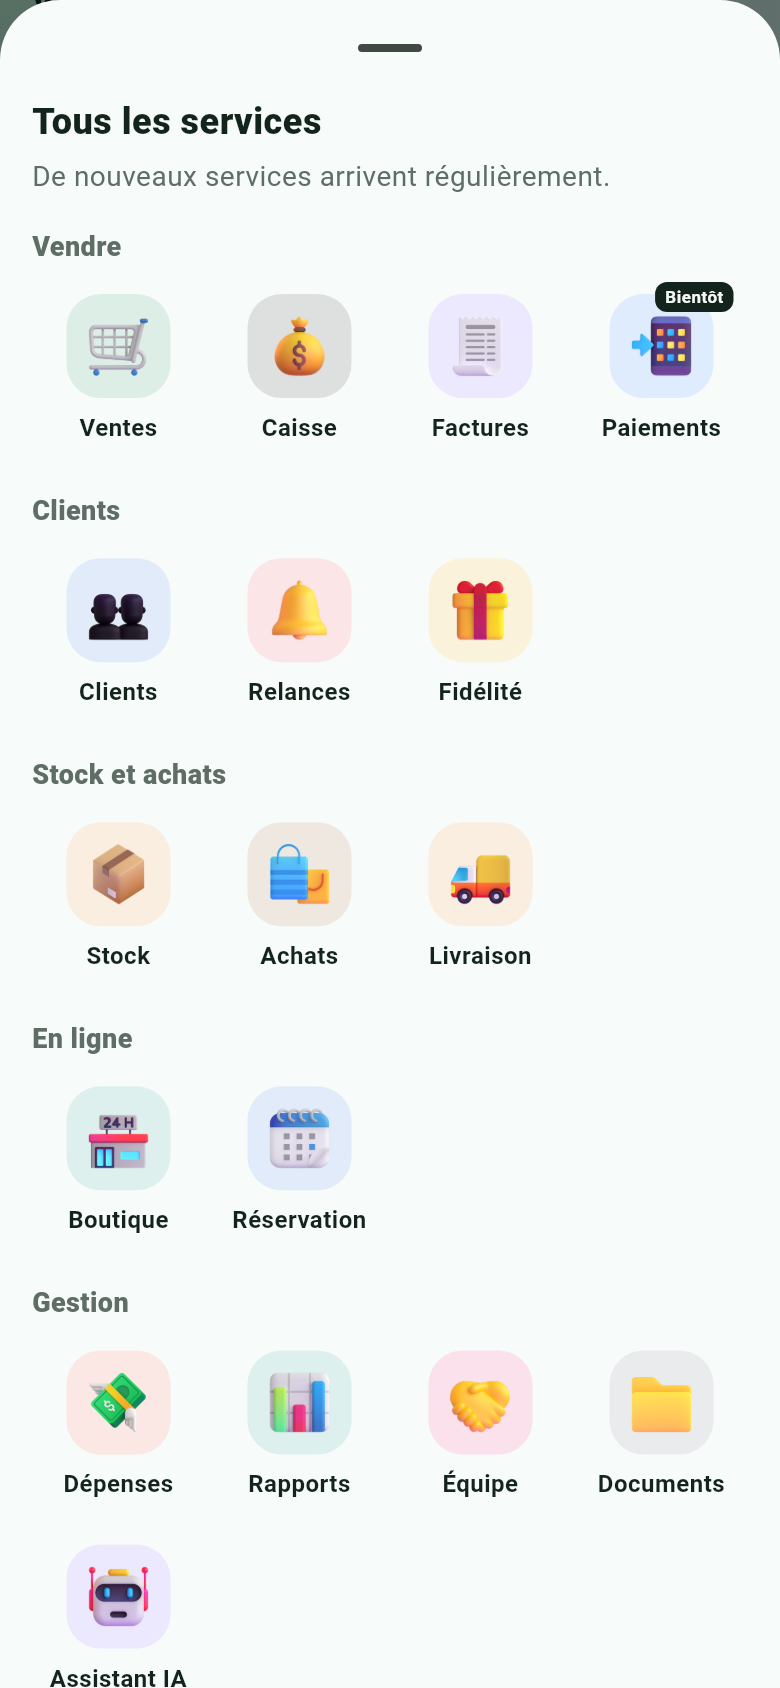 Tous les services
De nouveaux services arrivent régulièrement.
Vendre
Bientôt
Ventes
Caisse
Factures
Paiements
Clients
Clients
Relances
Fidélité
Stock et achats
Stock
Achats
Livraison
En ligne
24 H
Boutique
Réservation
Gestion
Dépenses
Rapports
Équipe
Documents
Assistant IA